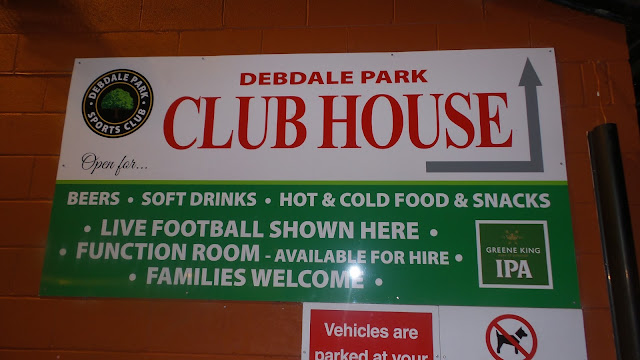 DEBDALE PARK
SPORTS CLUB
DEBDALE PARK
CLUB HOUSE
Open for...
BEERS • SOFT DRINKS • HOT & COLD FOOD & SNACKS
• LIVE FOOTBALL SHOWN HERE •
• FUNCTION ROOM - AVAILABLE FOR HIRE •
• FAMILIES WELCOME •
GREENE KING
IPA
Vehicles are
parked at your